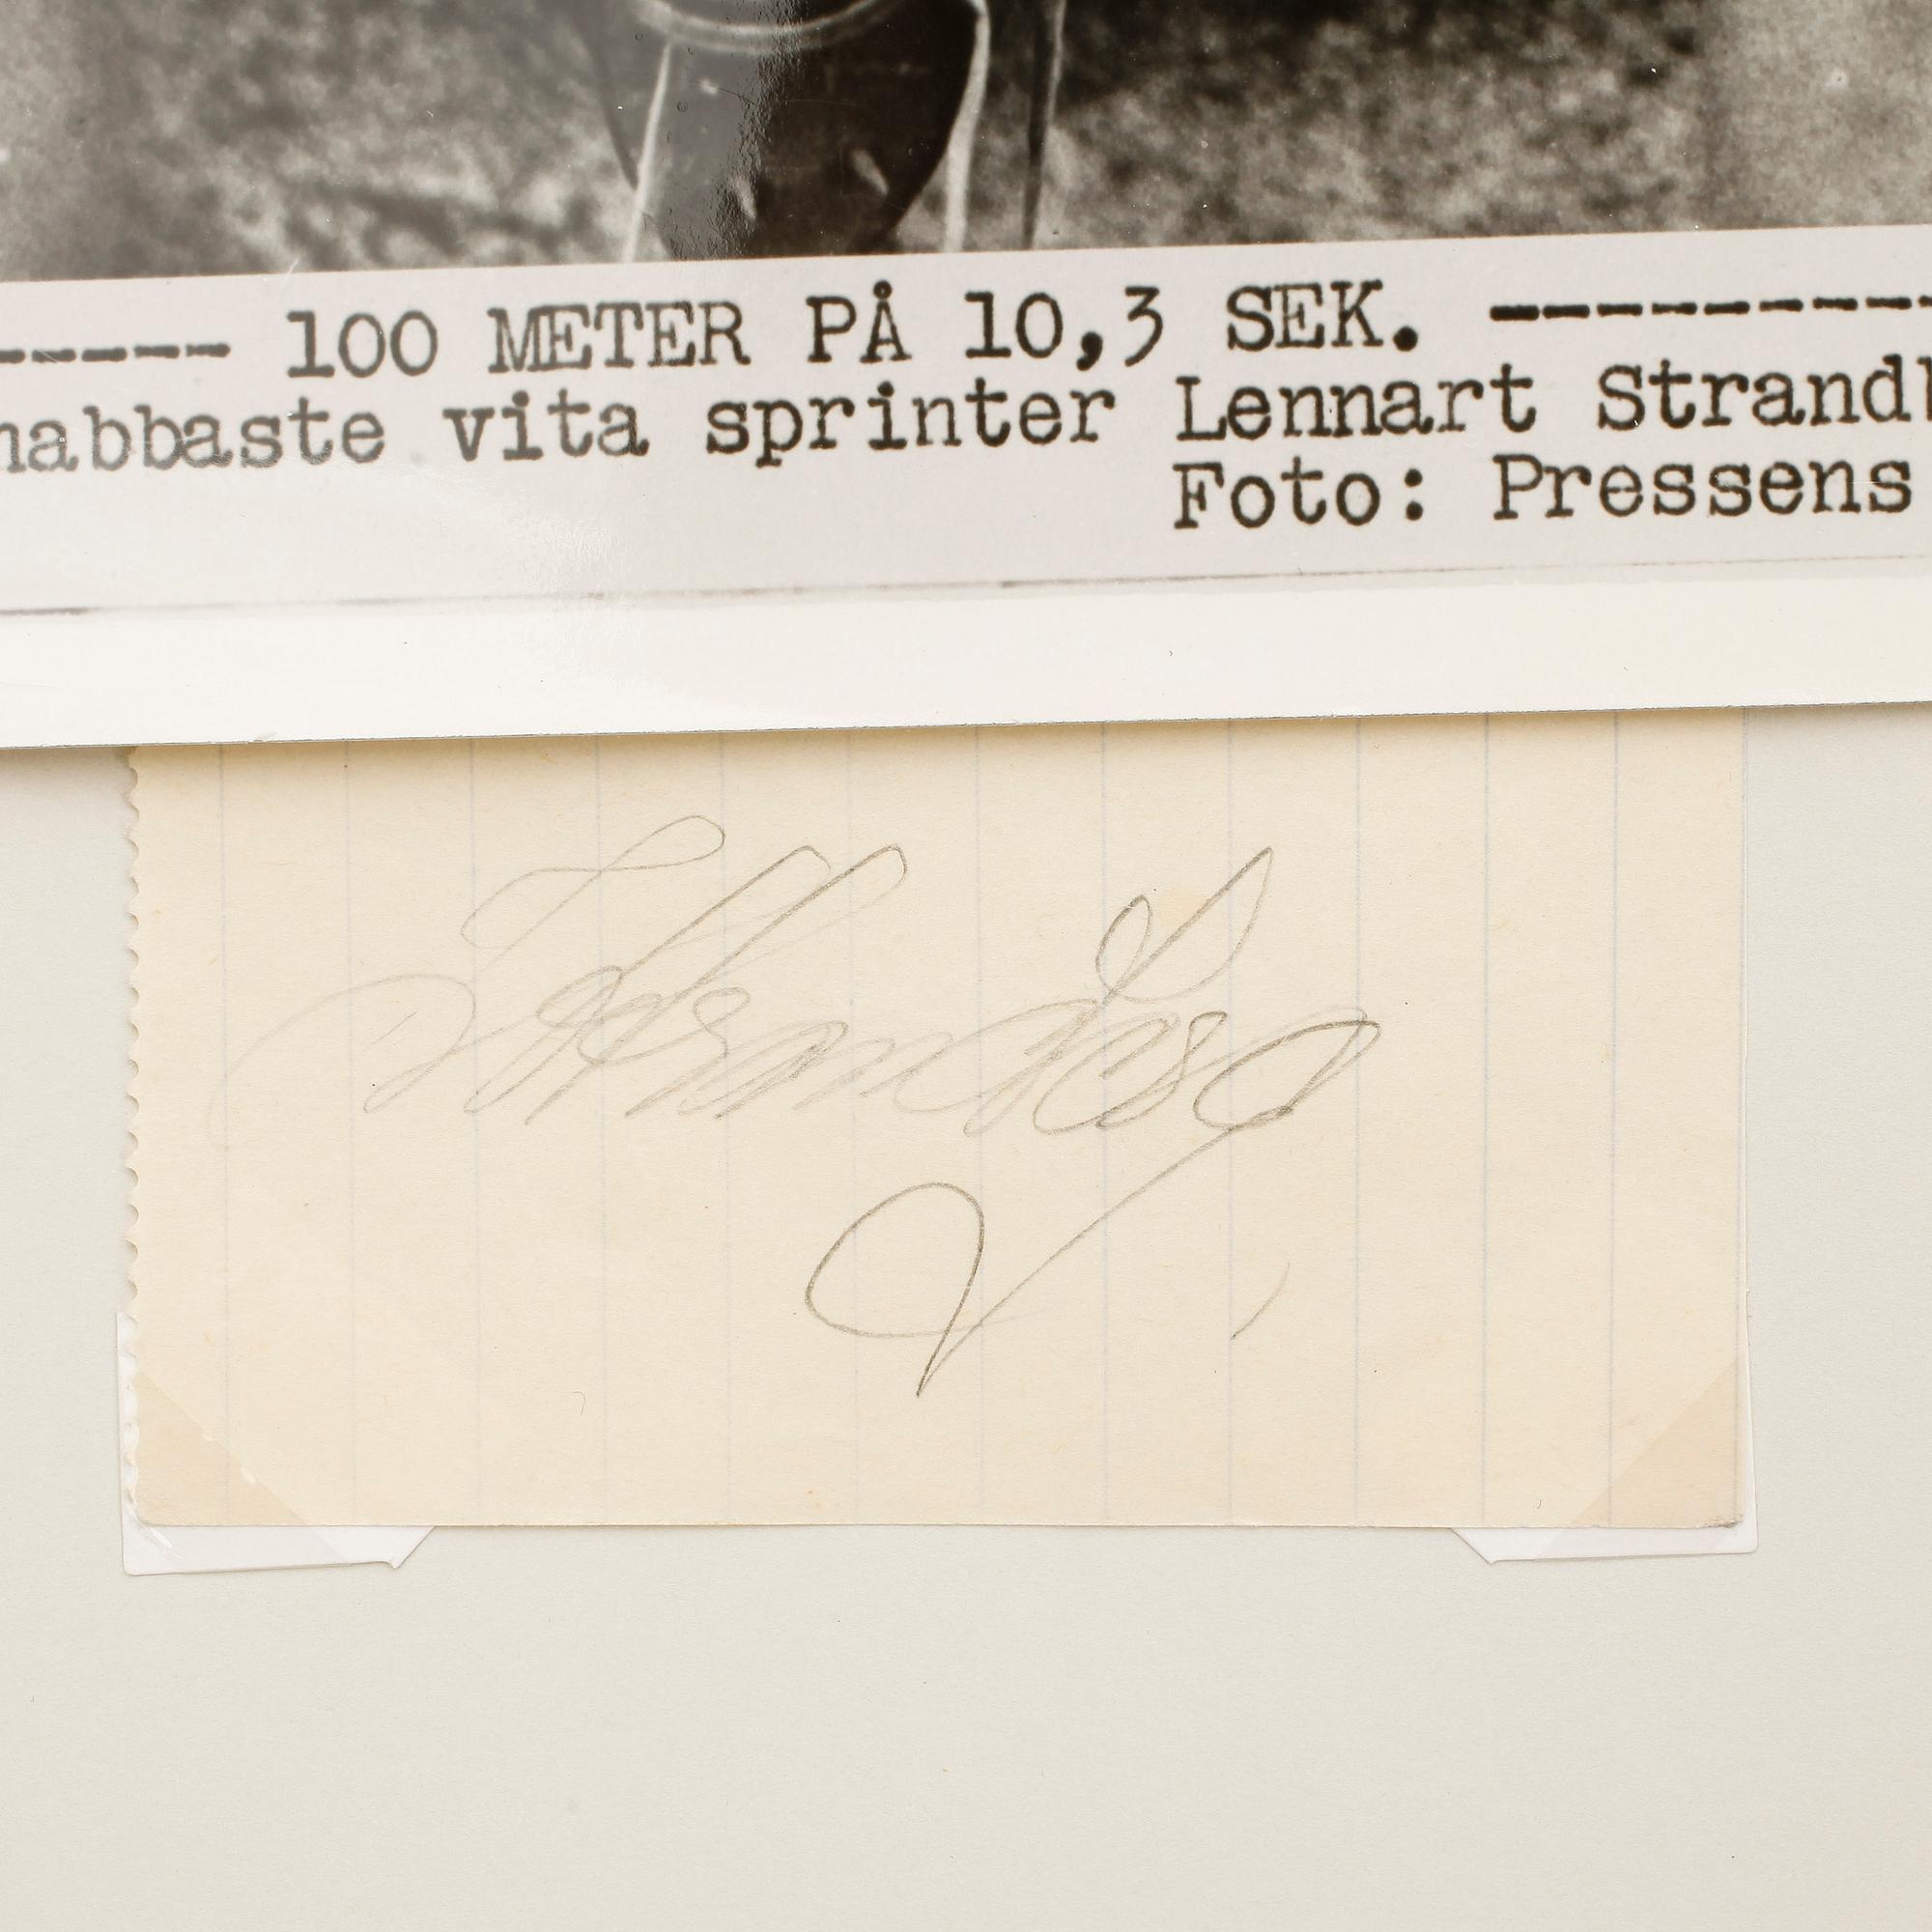 ------ 100 METER PÅ 10,3 SEK. ---------
nabbaste vita sprinter Lennart Strandb
Foto: Pressens